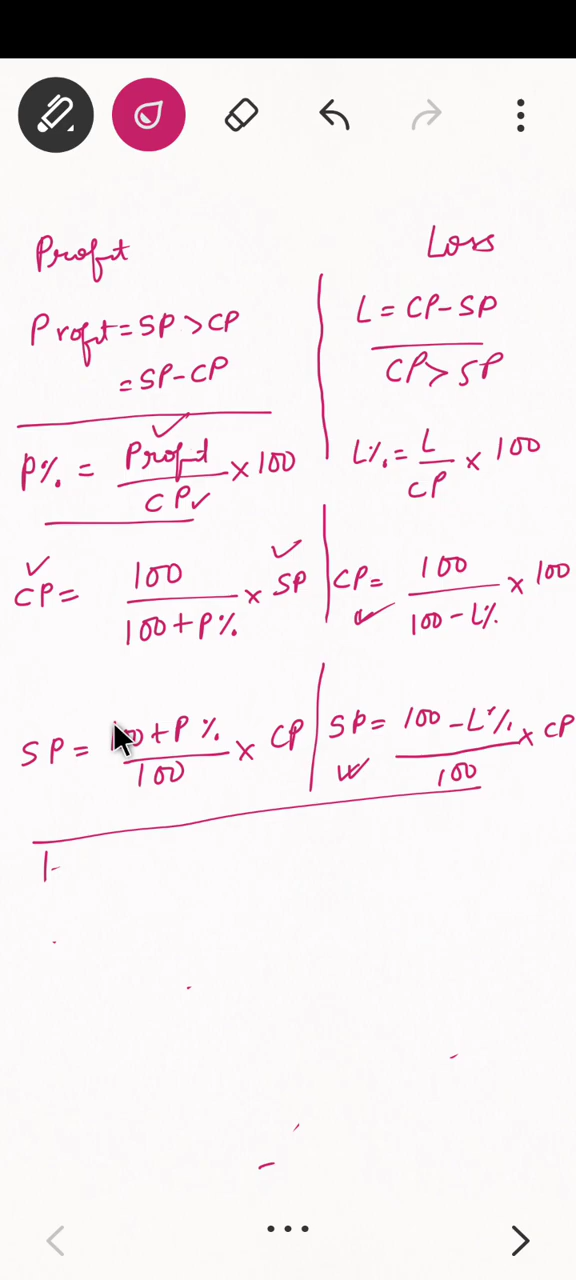 Profit
Profit = SP > CP
= SP - CP
P% = Profit / CP × 100
CP = 100 / 100 + P% × SP
SP = 100 + P% / 100 × CP
Loss
L = CP - SP
CP > SP
L% = L / CP × 100
CP = 100 / 100 - L% × 100
SP = 100 - L% / 100 × CP